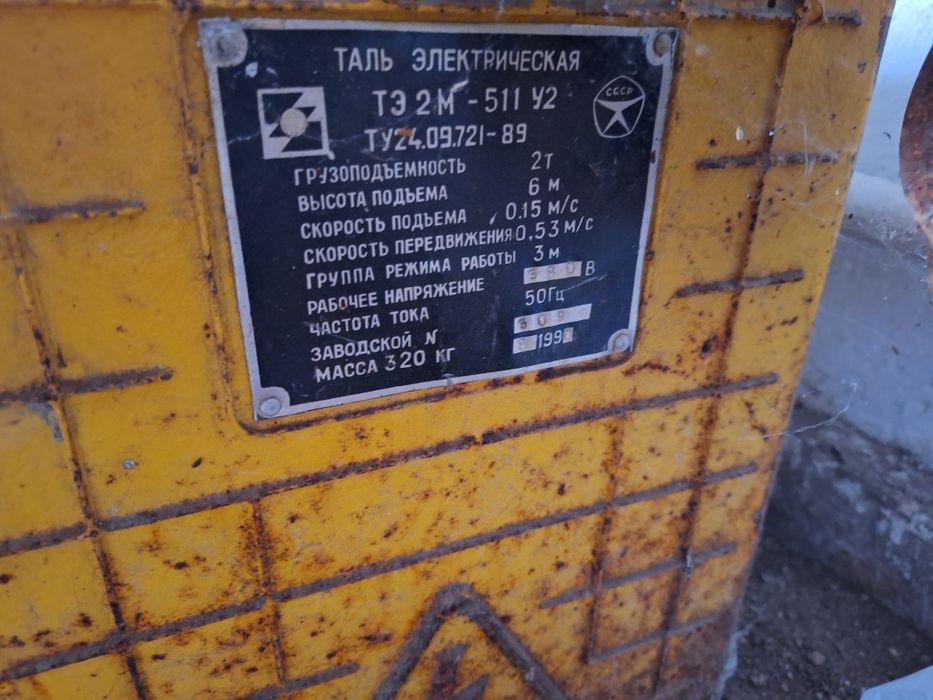 ТАЛЬ ЭЛЕКТРИЧЕСКАЯ
ТЭ 2М - 511 У2
СССР
ТУ24.09.721-89
ГРУЗОПОДЪЕМНОСТЬ 2Т
ВЫСОТА ПОДЪЕМА 6 М
СКОРОСТЬ ПОДЪЕМА 0.15 М/С
СКОРОСТЬ ПЕРЕДВИЖЕНИЯ 0,53 М/С
ГРУППА РЕЖИМА РАБОТЫ 3 М
РАБОЧЕЕ НАПРЯЖЕНИЕ 380 В
ЧАСТОТА ТОКА 50Гц
ЗАВОДСКОЙ N
МАССА 320 КГ